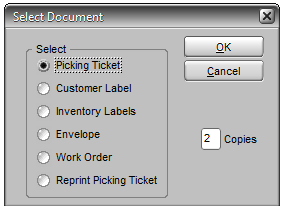 Select Document
Select
Picking Ticket
Customer Label
Inventory Labels
Envelope
Work Order
Reprint Picking Ticket
OK
Cancel
2 Copies